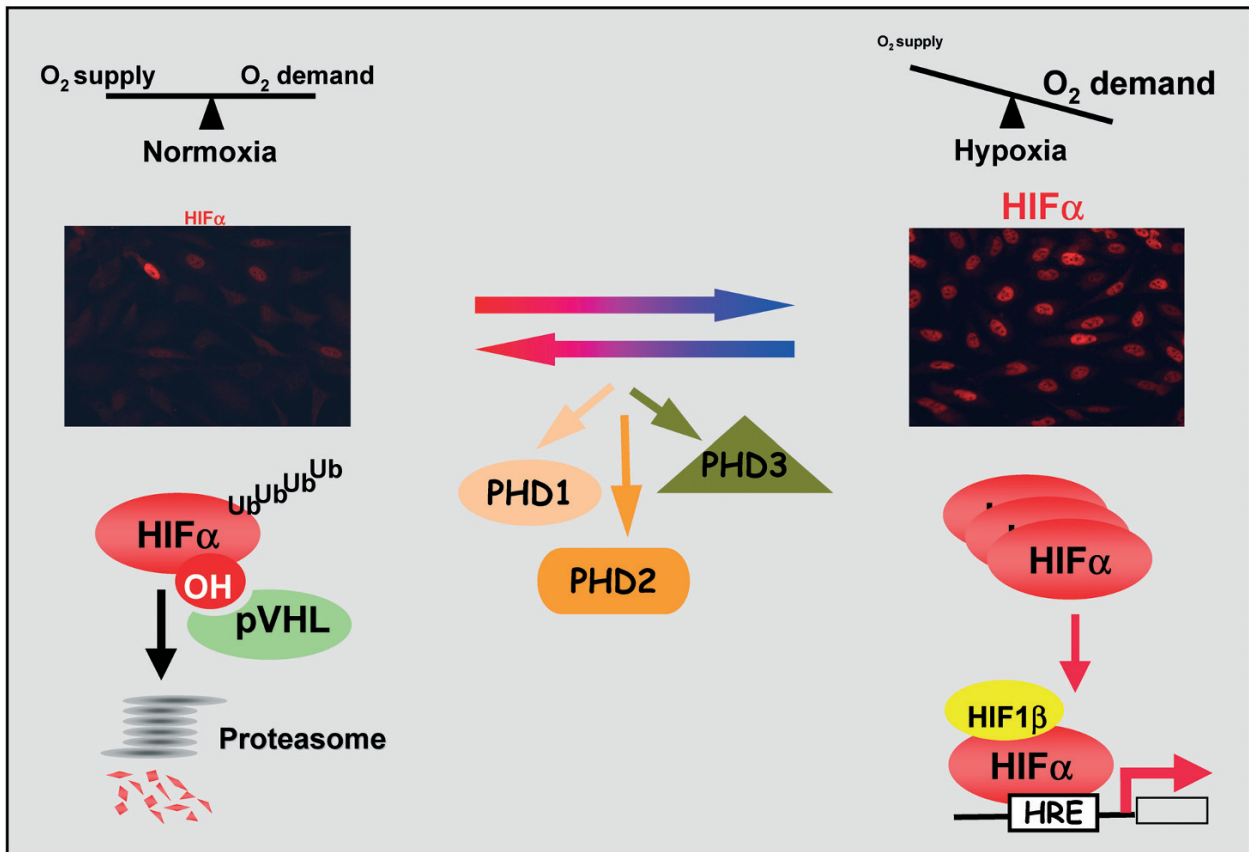 O₂ supply
O₂ demand
Normoxia
HIFα
Ub Ub Ub Ub
HIFα
OH
pVHL
Proteasome
PHD1
PHD2
PHD3
O₂ supply
O₂ demand
Hypoxia
HIFα
HIFα
HIF1β
HIFα
HRE